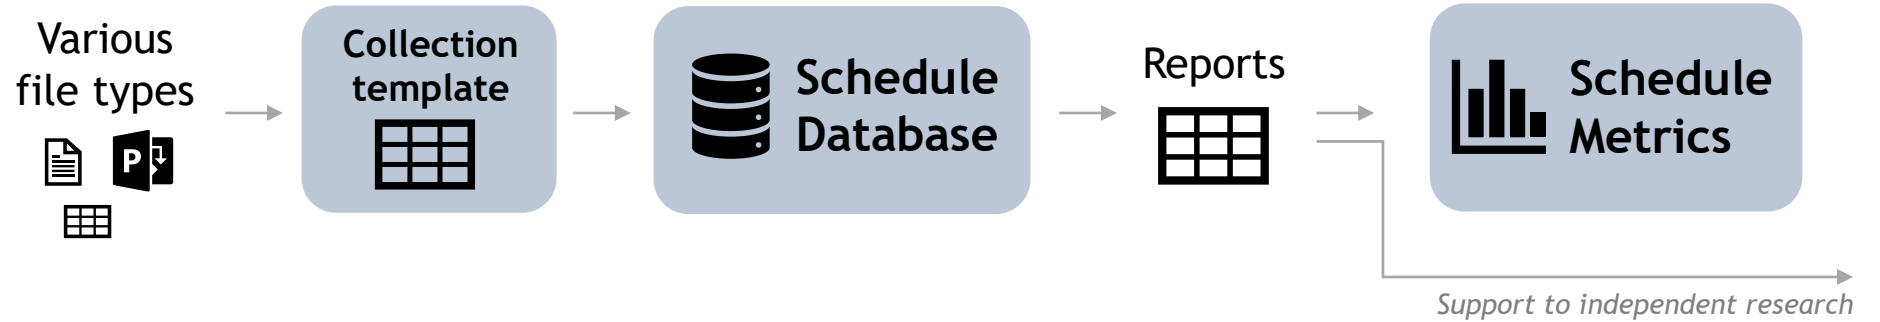 Various
file types
P
Collection
template
Schedule
Database
Reports
Schedule
Metrics
Support to independent research